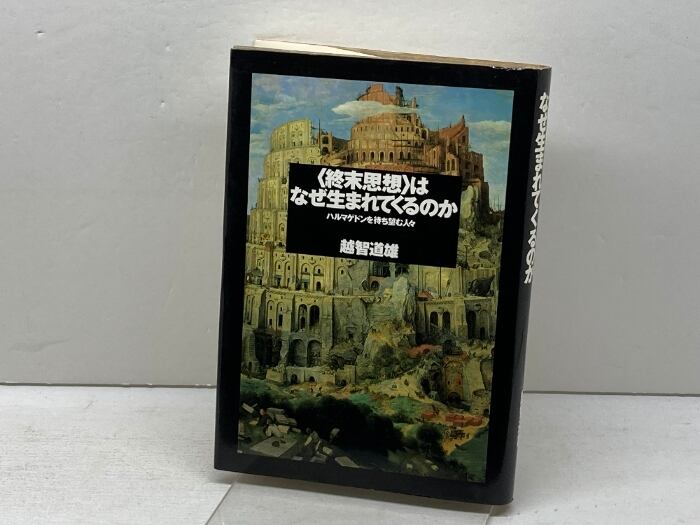 〈終末思想〉は
なぜ生まれてくるのか
ハルマゲドンを待ち望む人々
越智道雄
なぜ生まれてくるのか